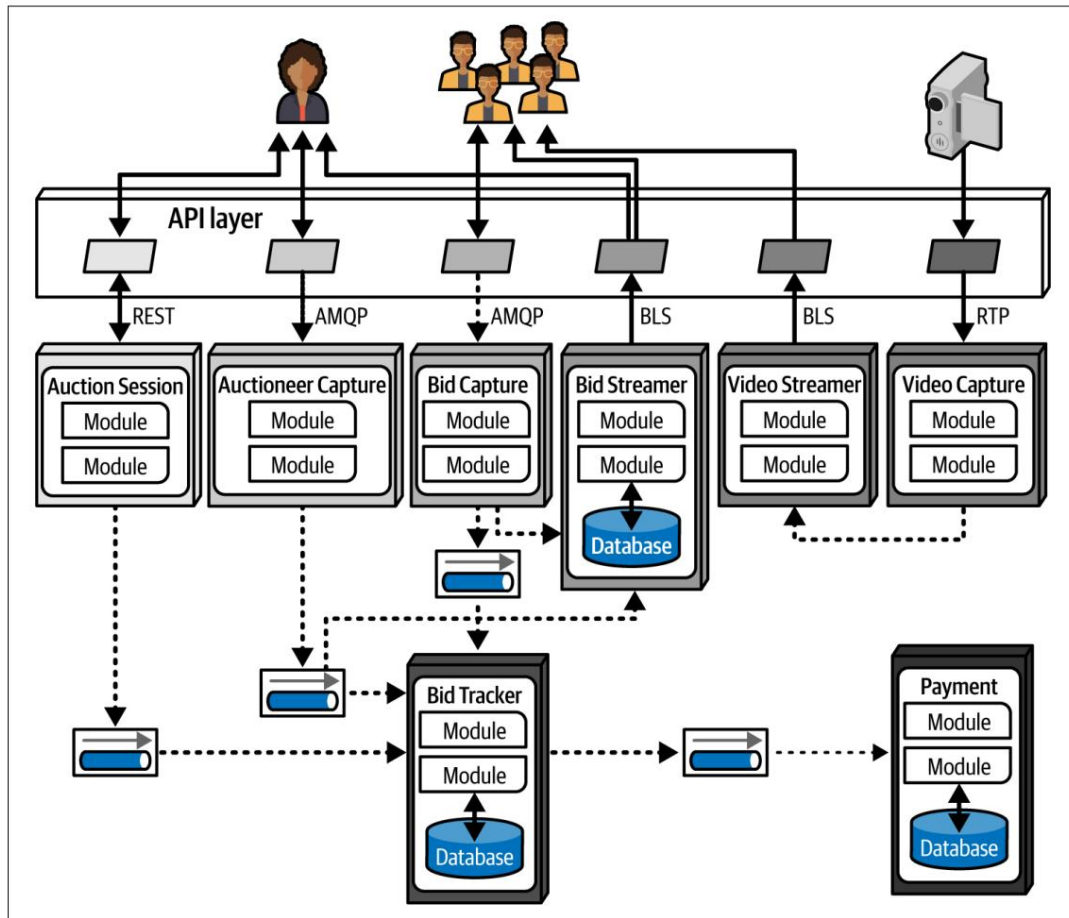 API layer
REST
AMQP
AMQP
BLS
BLS
RTP
Auction Session
Module
Module
Auctioneer Capture
Module
Module
Bid Capture
Module
Module
Bid Streamer
Module
Module
Database
Video Streamer
Module
Module
Video Capture
Module
Module
Bid Tracker
Module
Module
Database
Payment
Module
Module
Database